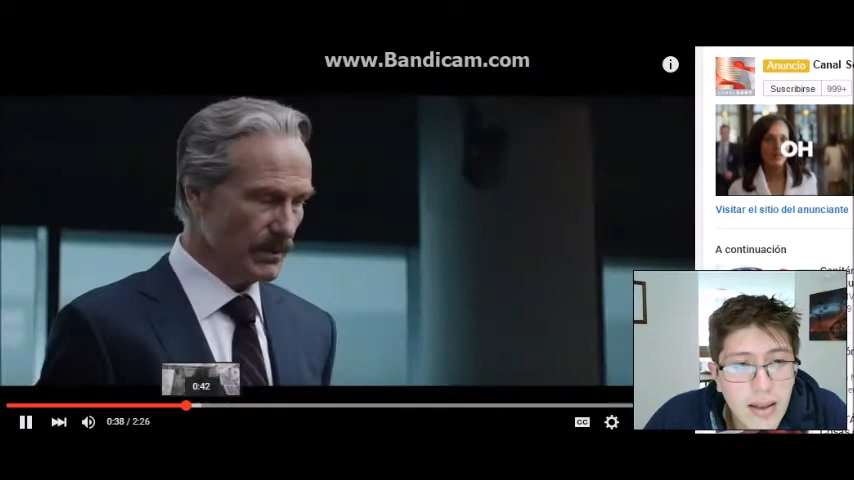 www.Bandicam.com
Anuncio Canal S
Suscribirse 999+
OH
Visitar el sitio del anunciante
A continuación
0:42
0:38 / 2:26
CC